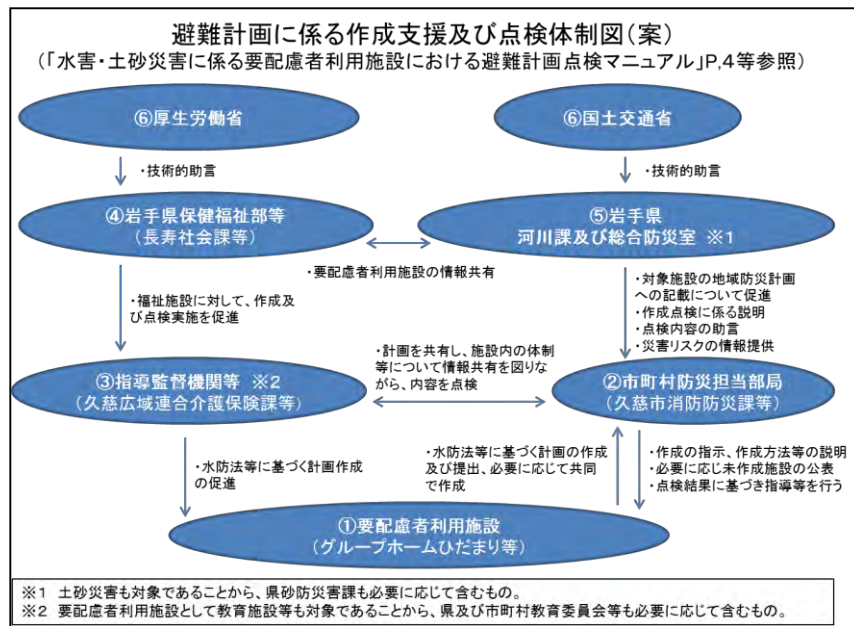 避難計画に係る作成支援及び点検体制図(案)
(「水害・土砂災害に係る要配慮者利用施設における避難計画点検マニュアル」P,4等参照)
⑥厚生労働省
⑥国土交通省
・技術的助言
・技術的助言
④岩手県保健福祉部等
(長寿社会課等)
⑤岩手県
河川課及び総合防災室 ※1
・要配慮者利用施設の情報共有
・福祉施設に対して、作成及
び点検実施を促進
・対象施設の地域防災計画
への記載について促進
・作成点検に係る説明
・点検内容の助言
・災害リスクの情報提供
・計画を共有し、施設内の体制
等について情報共有を図りな
がら、内容を点検
③指導監督機関等 ※2
(久慈広域連合介護保険課等)
②市町村防災担当部局
(久慈市消防防災課等)
・水防法等に基づく計画作成
の促進
・水防法等に基づく計画の作成
及び提出、必要に応じて共同
で作成
・作成の指示、作成方法等の説明
・必要に応じ未作成施設の公表
・点検結果に基づき指導等を行う
①要配慮者利用施設
(グループホームひだまり等)
※1 土砂災害も対象であることから、県砂防災害課も必要に応じて含むもの。
※2 要配慮者利用施設として教育施設等も対象であることから、県及び市町村教育委員会等も必要に応じて含むもの。